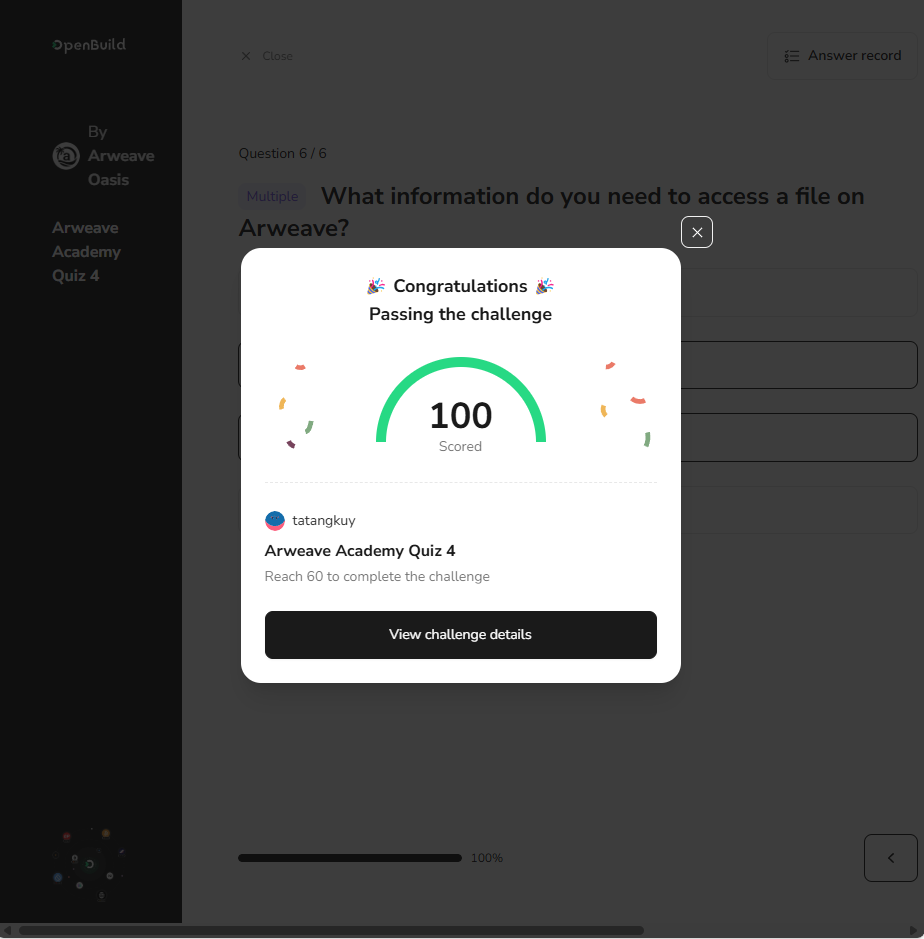 OpenBuild
By
Arweave
Oasis
Arweave
Academy
Quiz 4
Close
Answer record
Question 6 / 6
Multiple What information do you need to access a file on
Arweave?
Congratulations
Passing the challenge
100
Scored
tatangkuy
Arweave Academy Quiz 4
Reach 60 to complete the challenge
View challenge details
100%